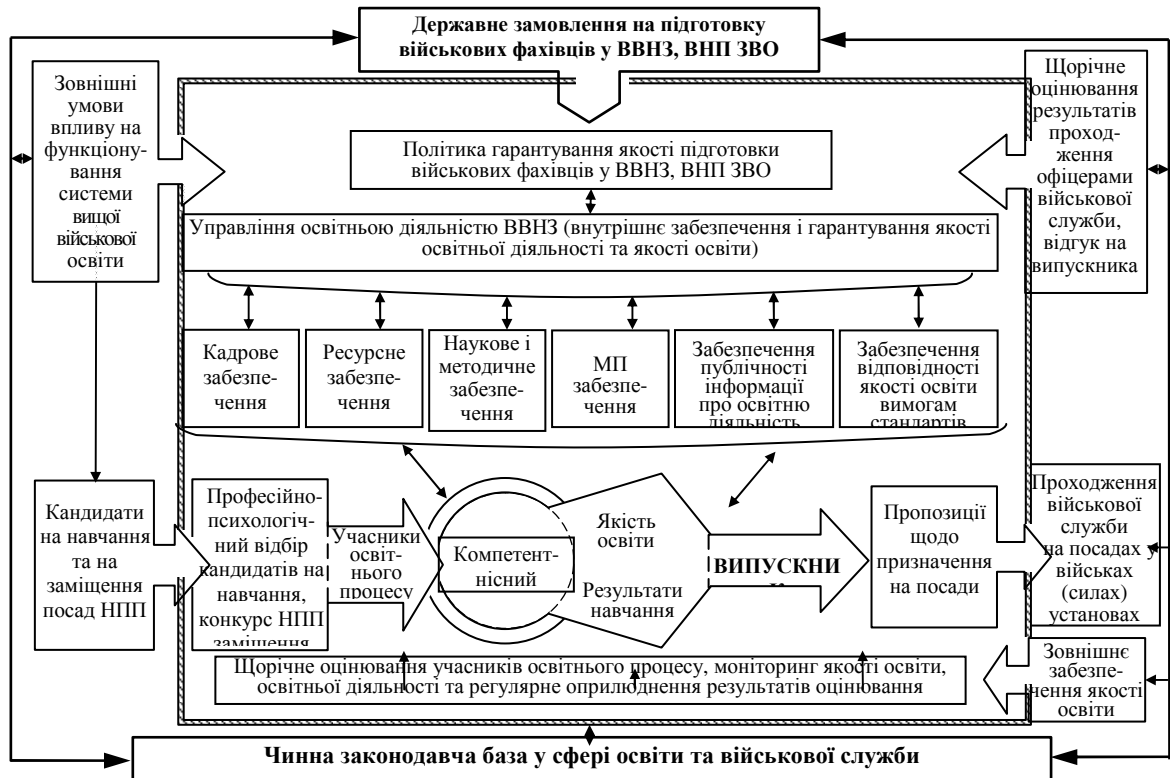 Державне замовлення на підготовку
військових фахівців у ВВНЗ, ВНП ЗВО
Зовнішні
умови
впливу на
функціону-
вання
системи
вищої
військової
освіти
Щорічне
оцінювання
результатів
проход-
ження
офіцерами
військової
служби,
відгук на
випускника
Політика гарантування якості підготовки
військових фахівців у ВВНЗ, ВНП ЗВО
Управління освітньою діяльністю ВВНЗ (внутрішнє забезпечення і гарантування якості
освітньої діяльності та якості освіти)
Кадрове
забезпе-
чення
Ресурсне
забезпе-
чення
Наукове і
методичне
забезпе-
чення
МП
забезпе-
чення
Забезпечення
публічності
інформації
про освітню
діяльність
Забезпечення
відповідності
якості освіти
вимогам
стандартів
Кандидати
на навчання
та на
заміщення
посад НПП
Професійно-
психологіч-
ний відбір
кандидатів на
навчання,
конкурс НПП
заміщення
Учасники
освіт-
нього
процесу
Компетент-
нісний
Якість
освіти
Результати
навчання
ВИПУСКНИ
Пропозиції
щодо
призначення
на посади
Проходження
військової
служби
на посадах у
військах
(силах)
установах
Щорічне оцінювання учасників освітнього процесу, моніторинг якості освіти,
освітньої діяльності та регулярне оприлюднення результатів оцінювання
Зовнішнє
забезпе-
чення якості
освіти
Чинна законодавча база у сфері освіти та військової служби